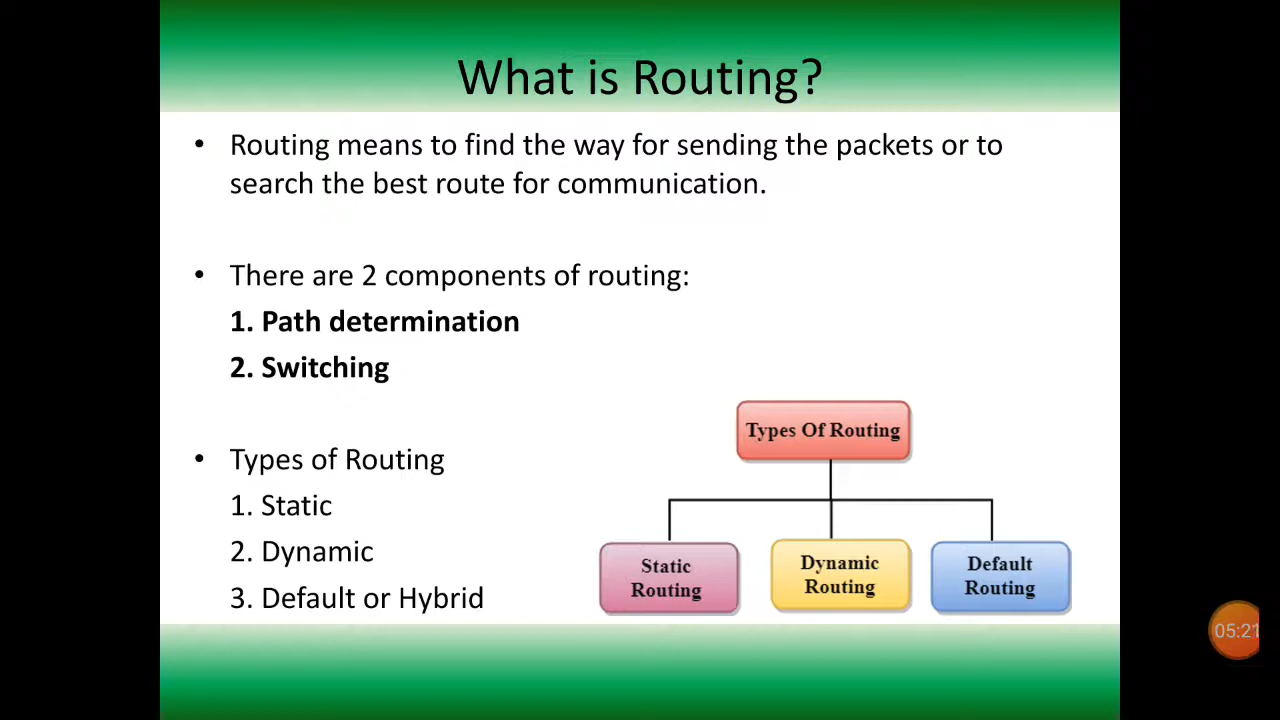 What is Routing?
• Routing means to find the way for sending the packets or to
search the best route for communication.
• There are 2 components of routing:
1. Path determination
2. Switching
• Types of Routing
1. Static
2. Dynamic
3. Default or Hybrid
Types Of Routing
Static
Routing
Dynamic
Routing
Default
Routing
05:21